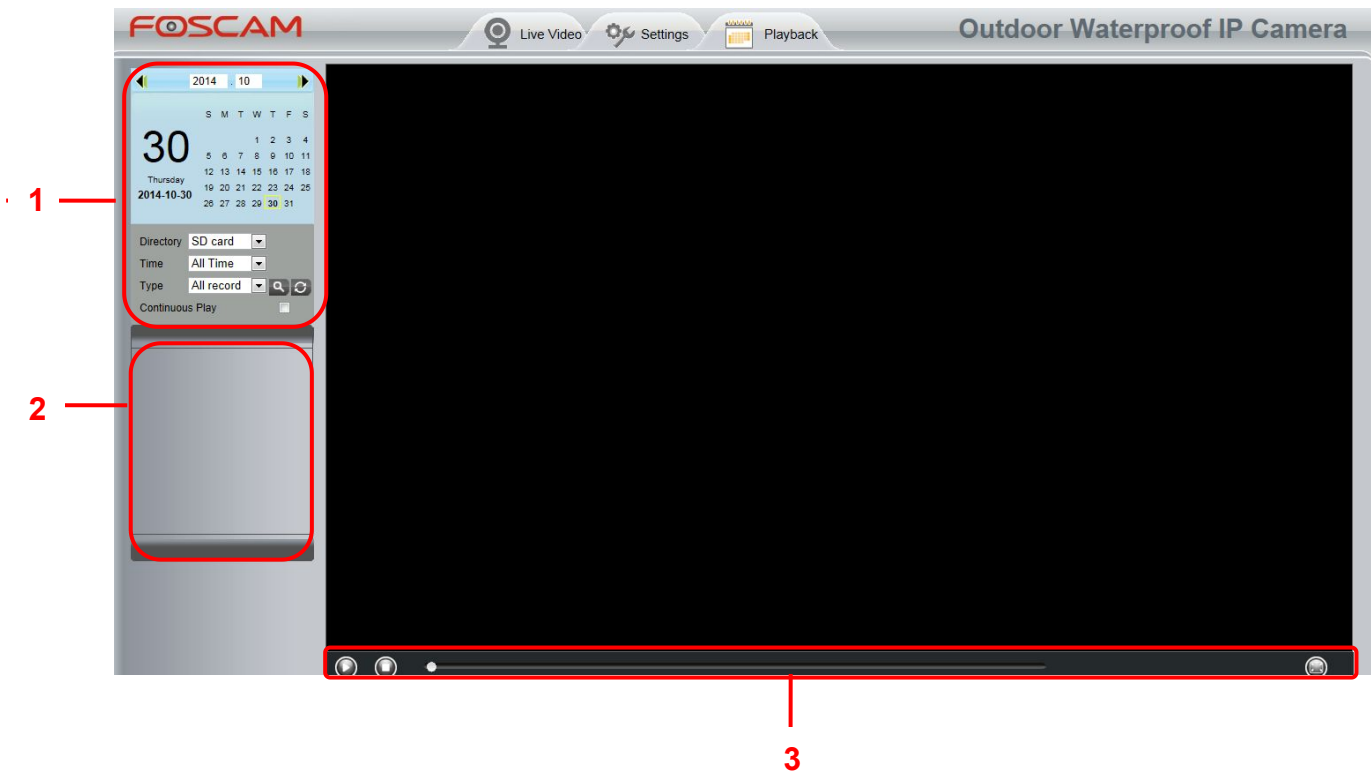 FOSCAM
Live Video
Settings
Playback
Outdoor Waterproof IP Camera
2014 . 10
S M T W T F S
30
1 2 3 4
5 6 7 8 9 10 11
12 13 14 15 16 17 18
Thursday
19 20 21 22 23 24 25
2014-10-30
26 27 28 29 30 31
1
Directory SD card
Time All Time
Type All record
Continuous Play
2
3